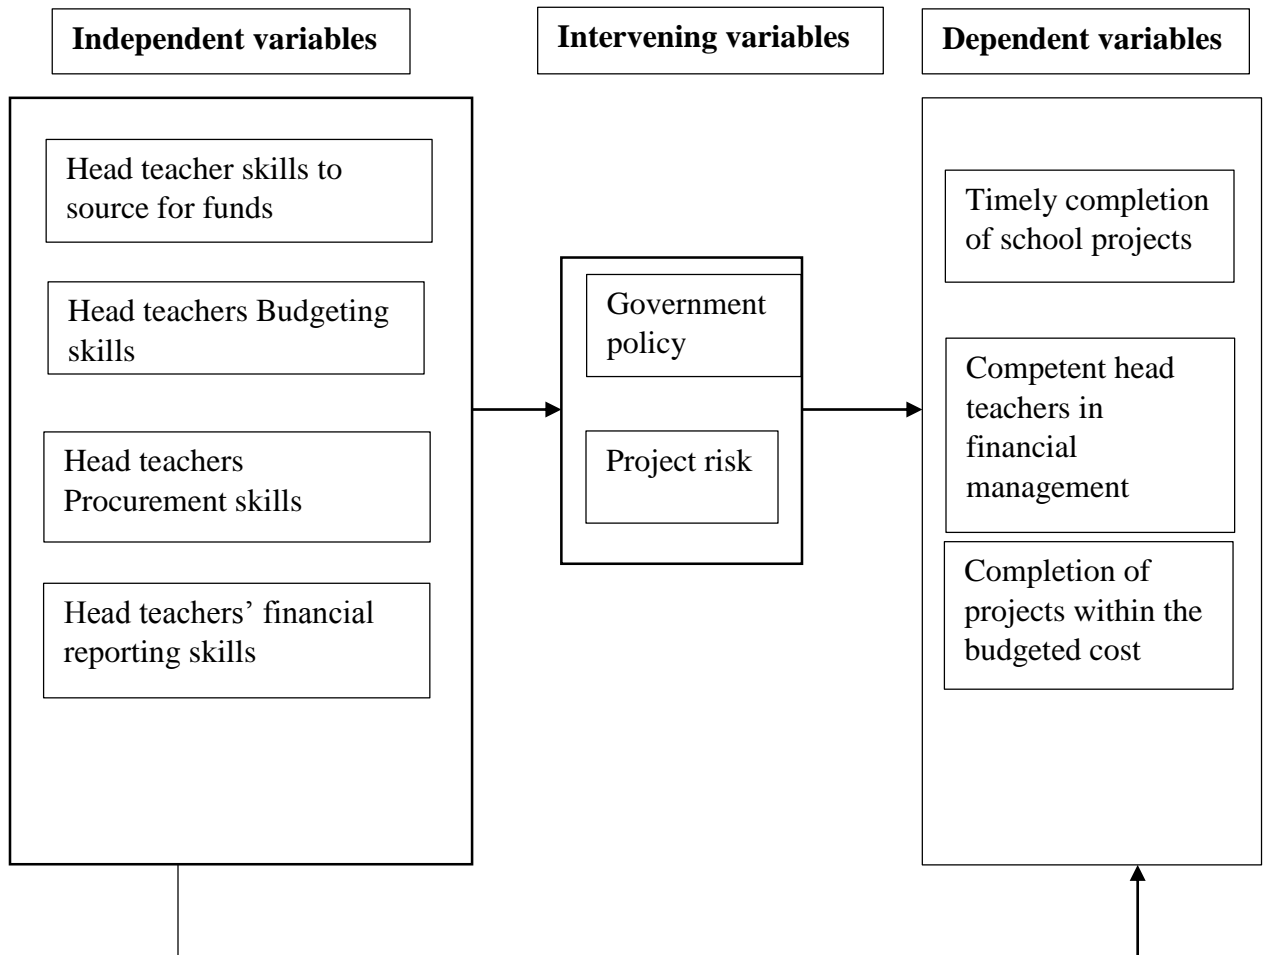 Independent variables
Intervening variables
Dependent variables
Head teacher skills to
source for funds
Head teachers Budgeting
skills
Head teachers
Procurement skills
Head teachers’ financial
reporting skills
Government
policy
Project risk
Timely completion
of school projects
Competent head
teachers in
financial
management
Completion of
projects within the
budgeted cost